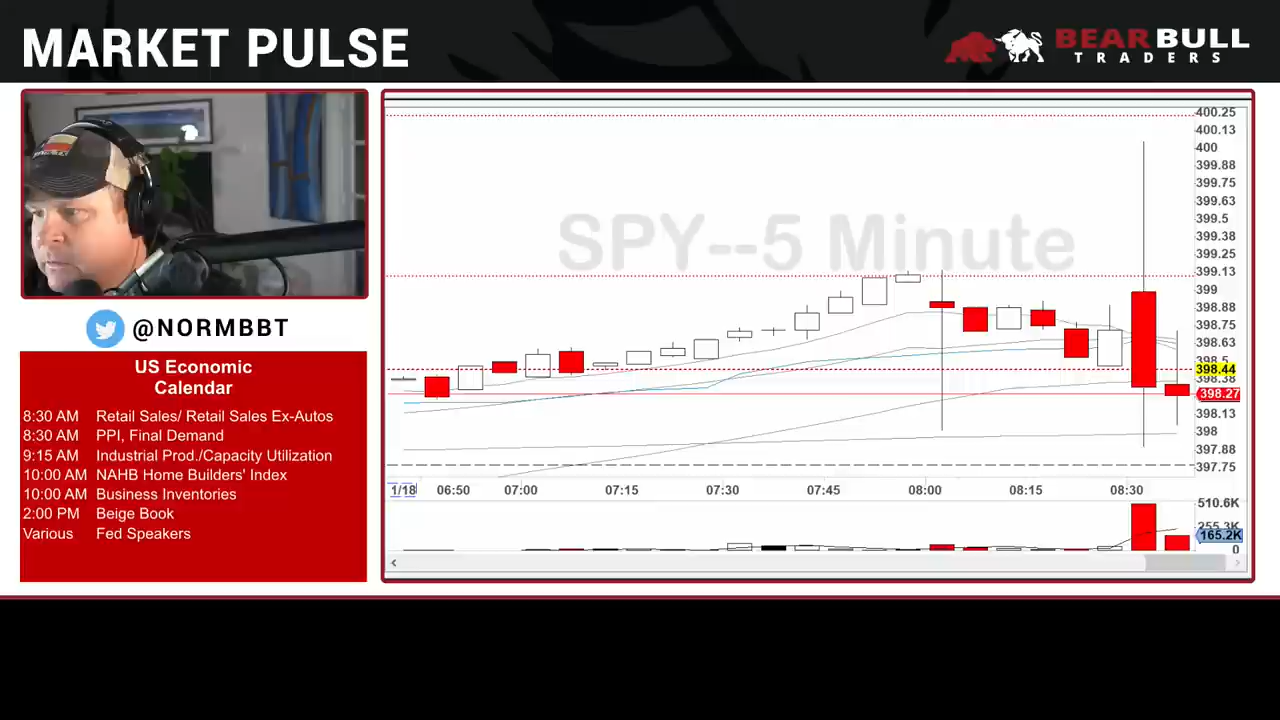 MARKET PULSE
BEAR BULL
TRADERS
@NORMBBT
US Economic
Calendar
8:30 AM Retail Sales/ Retail Sales Ex-Autos
8:30 AM PPI, Final Demand
9:15 AM Industrial Prod./Capacity Utilization
10:00 AM NAHB Home Builders' Index
10:00 AM Business Inventories
2:00 PM Beige Book
Various Fed Speakers
SPY--5 Minute
400.25
400.13
400
399.88
399.75
399.63
399.5
399.38
399.25
399.13
399
398.88
398.75
398.63
398.5
398.44
398.38
398.27
398.13
398
397.88
397.75
1/18 06:50 07:00 07:15 07:30 07:45 08:00 08:15 08:30
510.6K
255.3K
165.2K
0